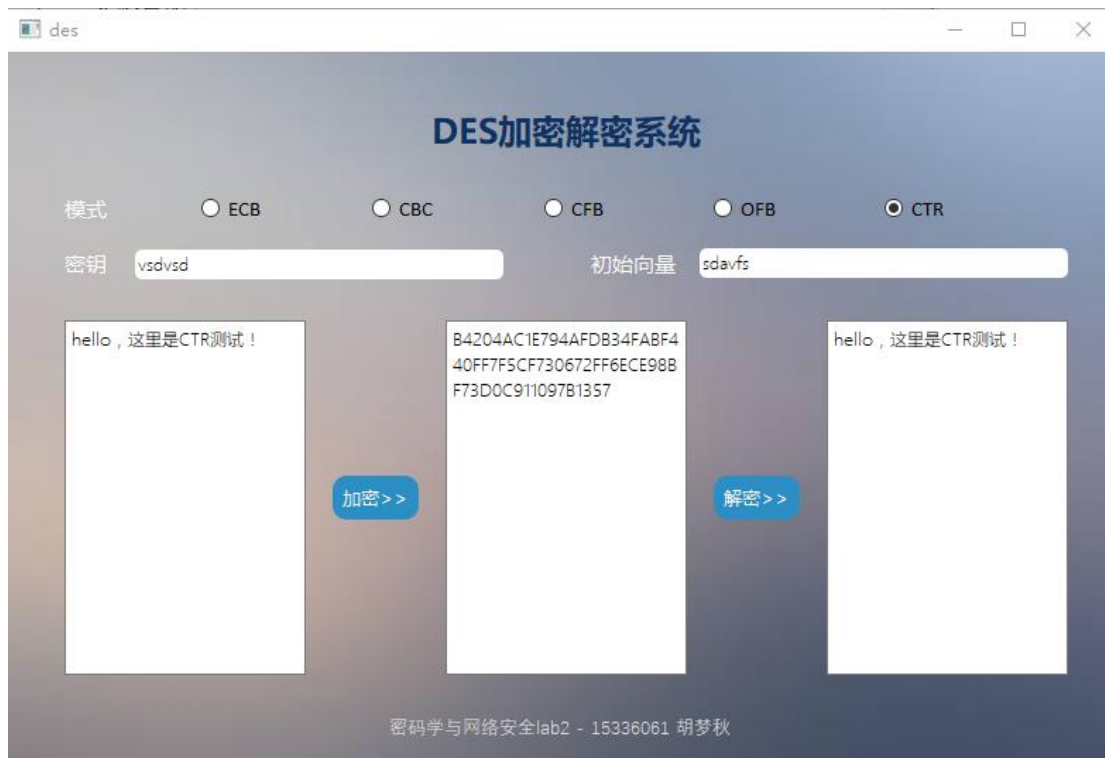 des
DES加密解密系统
模式 ECB CBC CFB OFB CTR
密钥 vsdvsd 初始向量 sdavfs
hello，这里是CTR测试！
加密>>
B4204AC1E794AFDB34FABF4
40FF7F5CF730672FF6ECE98B
F73D0C911097B1357
解密>>
hello，这里是CTR测试！
密码学与网络安全lab2 - 15336061 胡梦秋